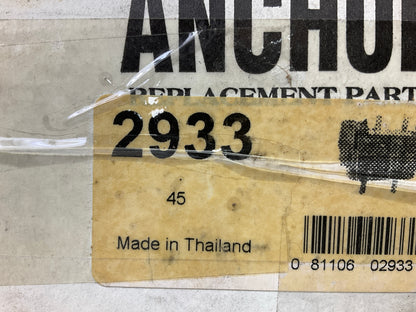 ANCHO
REPLACEMENT PART
2933
45
Made in Thailand
0 81106 02933